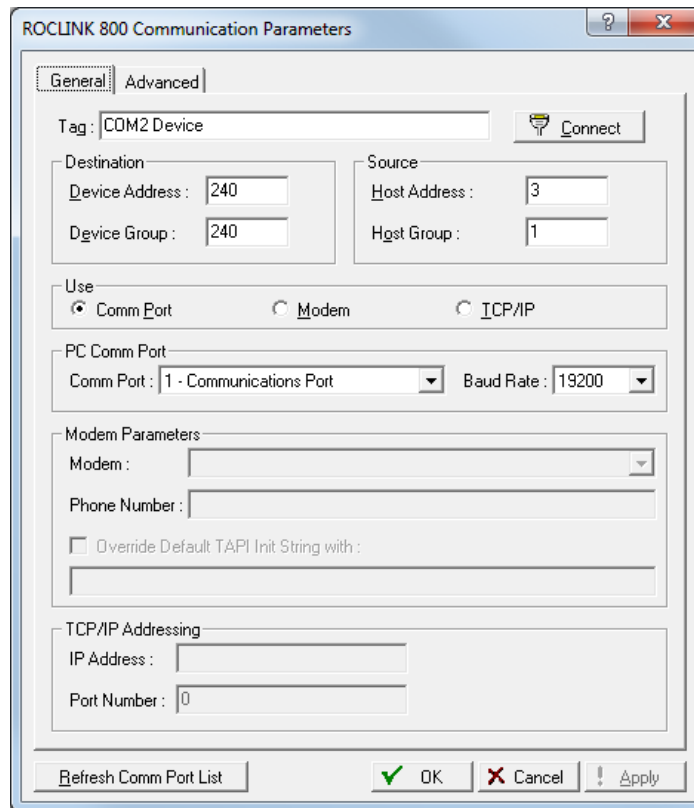 ROCLINK 800 Communication Parameters
General Advanced
Tag : COM2 Device Connect
Destination Source
Device Address : 240 Host Address : 3
Device Group : 240 Host Group : 1
Use
Comm Port Modem TCP/IP
PC Comm Port
Comm Port : 1 - Communications Port Baud Rate : 19200
Modem Parameters
Modem :
Phone Number :
Override Default TAPI Init String with :
TCP/IP Addressing
IP Address :
Port Number : 0
Refresh Comm Port List OK Cancel Apply